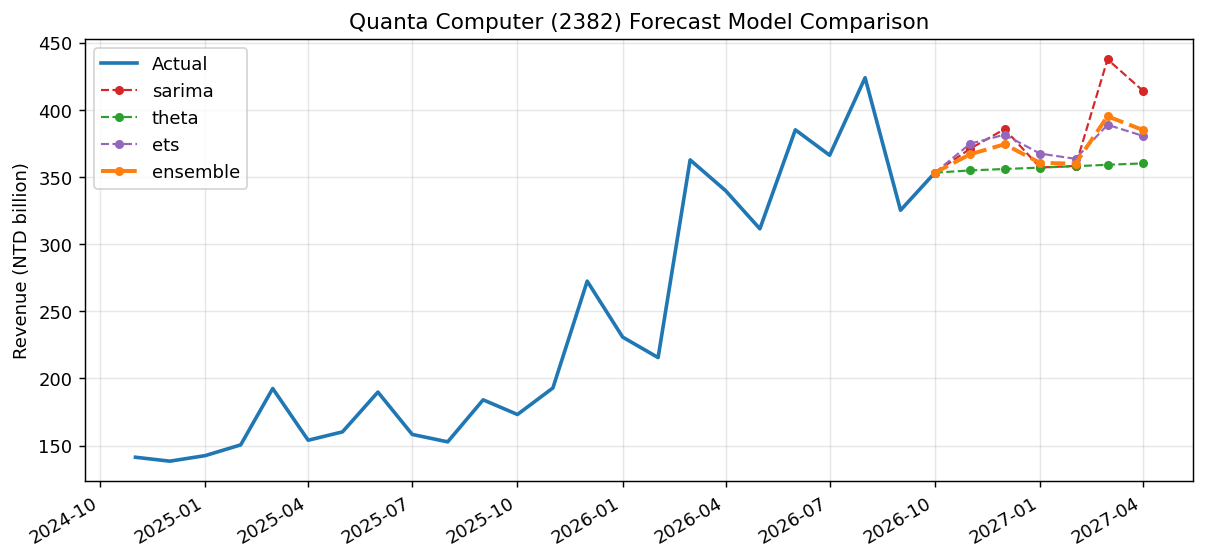 Quanta Computer (2382) Forecast Model Comparison
Revenue (NTD billion)
450
400
350
300
250
200
150
Actual
sarima
theta
ets
ensemble
2024-10
2025-01
2025-04
2025-07
2025-10
2026-01
2026-04
2026-07
2026-10
2027-01
2027-04